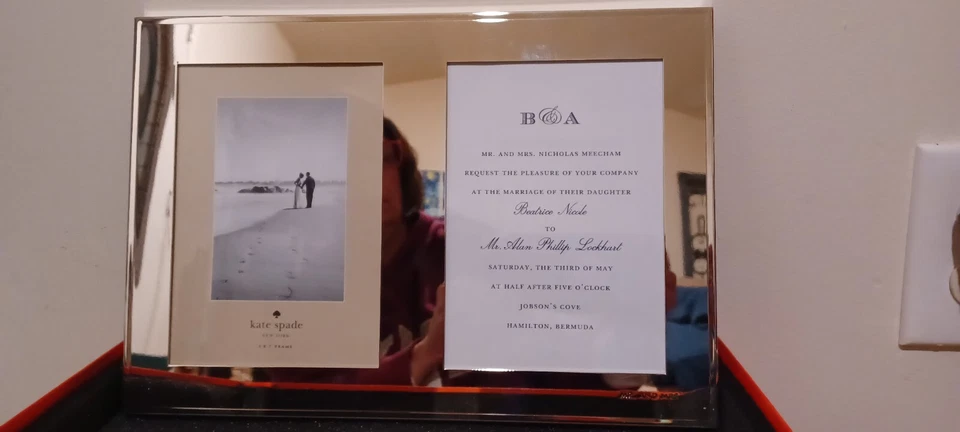 B & A
MR. AND MRS. NICHOLAS MEECHAM
REQUEST THE PLEASURE OF YOUR COMPANY
AT THE MARRIAGE OF THEIR DAUGHTER
Beatrice Nicole
TO
Mr. Alan Phillip Lockhart
SATURDAY, THE THIRD OF MAY
AT HALF AFTER FIVE O'CLOCK
JOBSON'S COVE
HAMILTON, BERMUDA
kate spade
NEW YORK